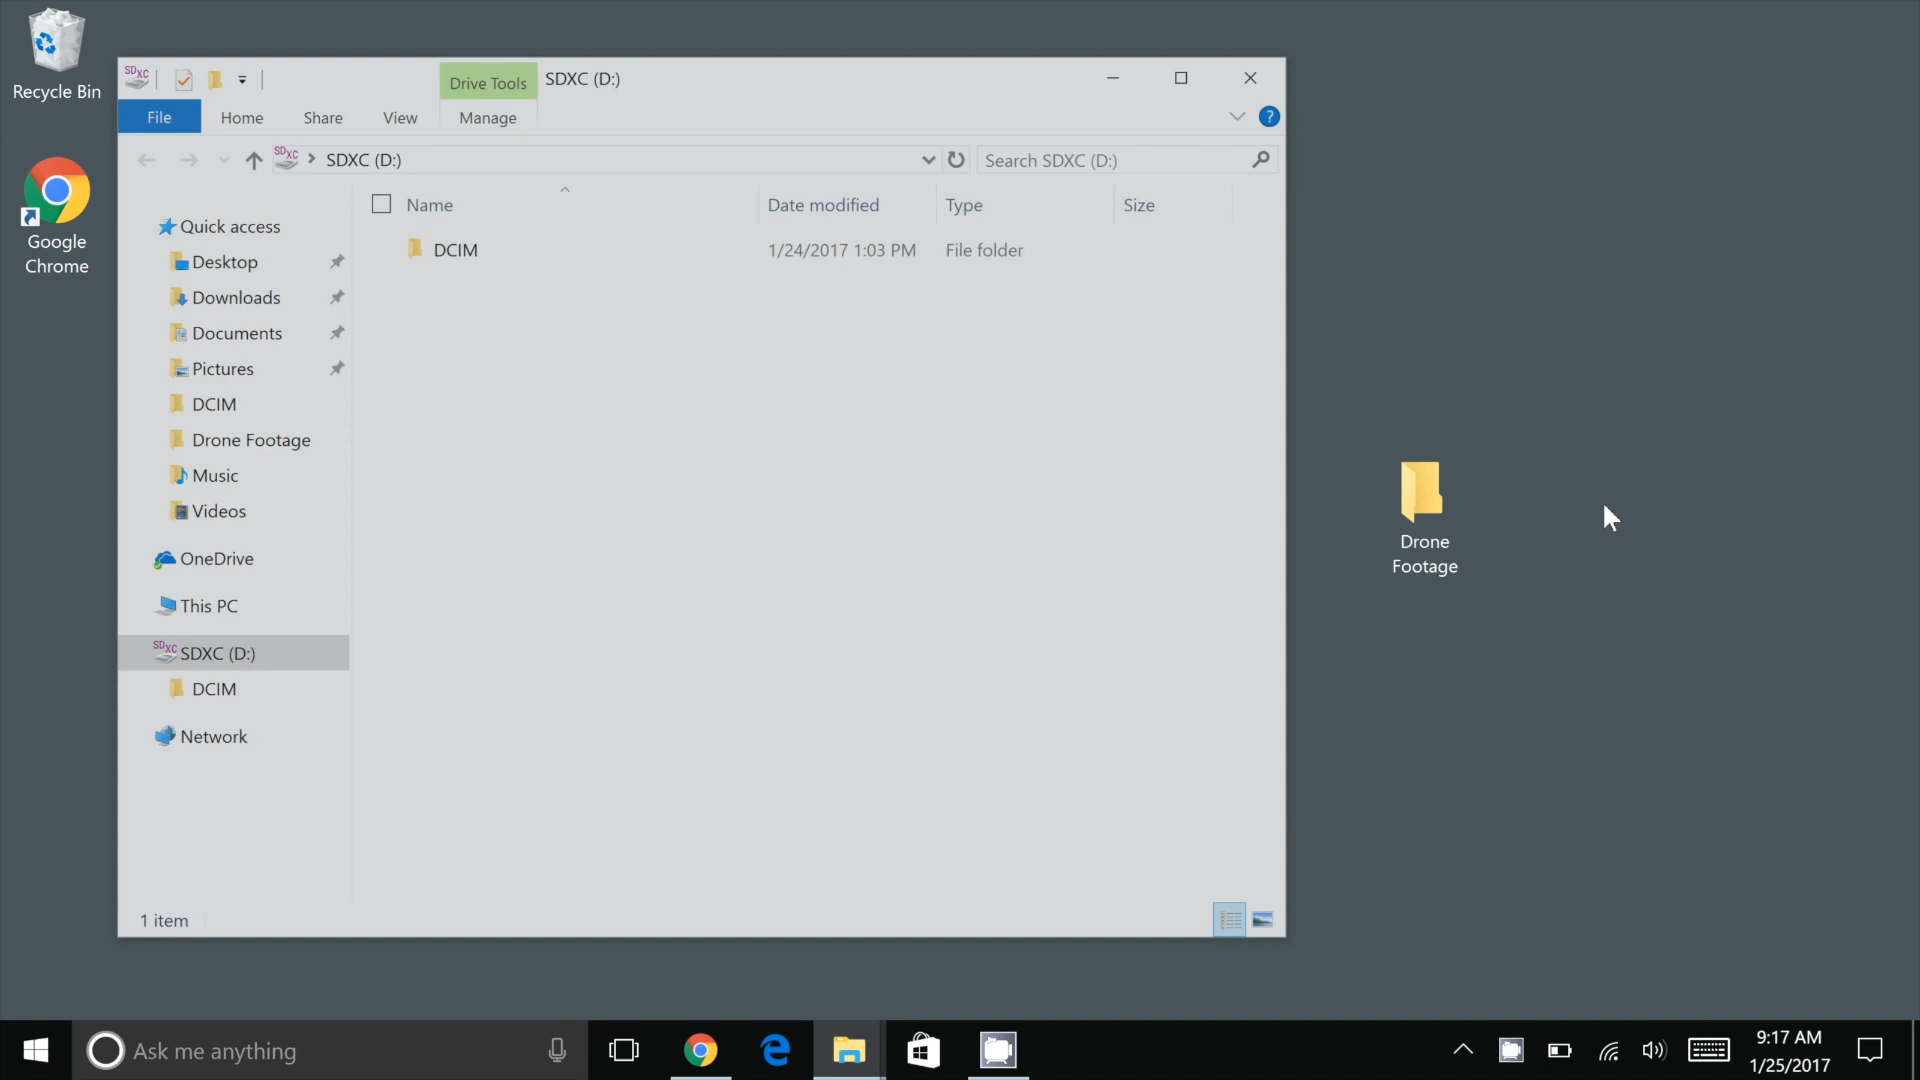 Recycle Bin
Google
Chrome
SDXC
Drive Tools
SDXC (D:)
File
Home
Share
View
Manage
?
SDXC
SDXC (D:)
Search SDXC (D:)
Name
Date modified
Type
Size
DCIM
1/24/2017 1:03 PM
File folder
Quick access
Desktop
Downloads
Documents
Pictures
DCIM
Drone Footage
Music
Videos
OneDrive
This PC
SDXC
SDXC (D:)
DCIM
Network
1 item
Drone
Footage
Ask me anything
9:17 AM
1/25/2017